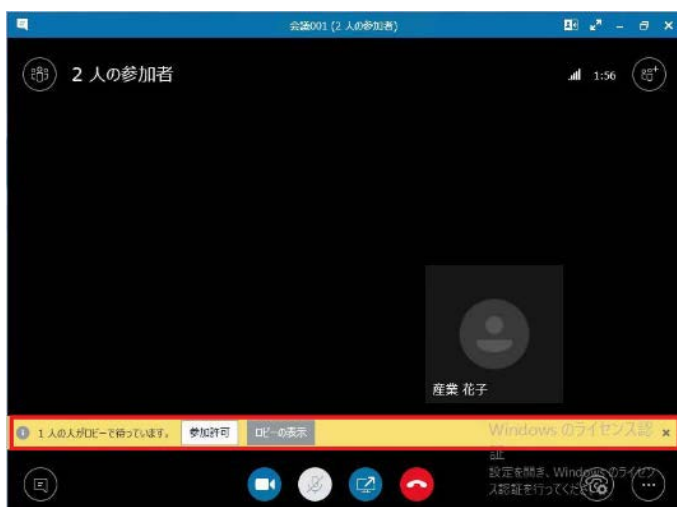 会議001 (2 人の参加者)
2 人の参加者
1:56
産業 花子
1 人の人がロビーで待っています。 参加許可 ロビーの表示
Windows のライセンス認
証
設定を開き、Windows のライセン
ス認証を行ってください